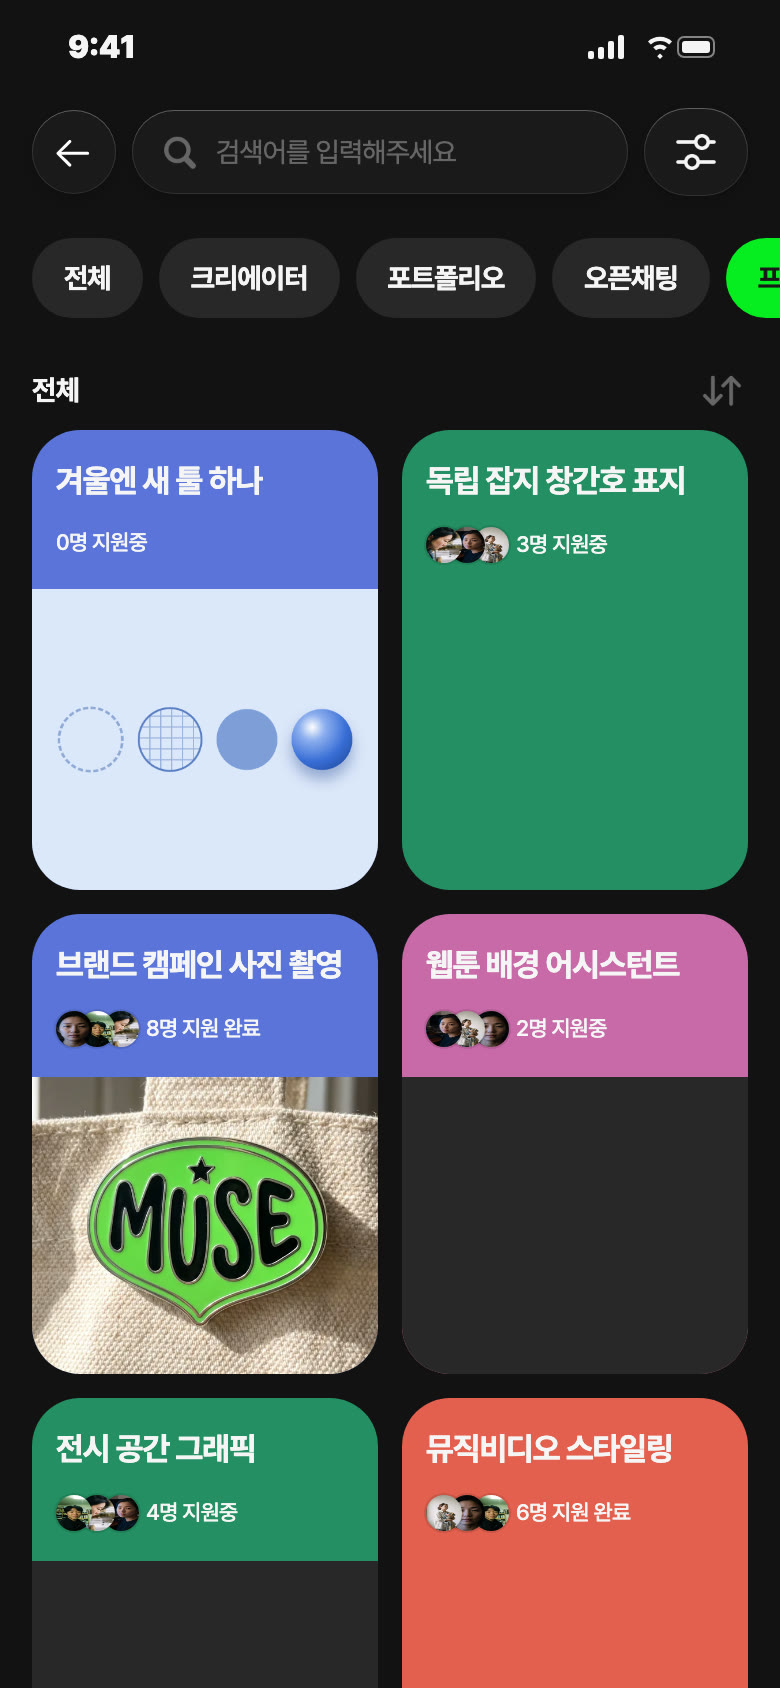 9:41
검색어를 입력해주세요
전체
크리에이터
포트폴리오
오픈채팅
전체
겨울엔 새 툴 하나
0명 지원중
독립 잡지 창간호 표지
3명 지원중
브랜드 캠페인 사진 촬영
8명 지원 완료
MUSE
웹툰 배경 어시스턴트
2명 지원중
전시 공간 그래픽
4명 지원중
뮤직비디오 스타일링
6명 지원 완료